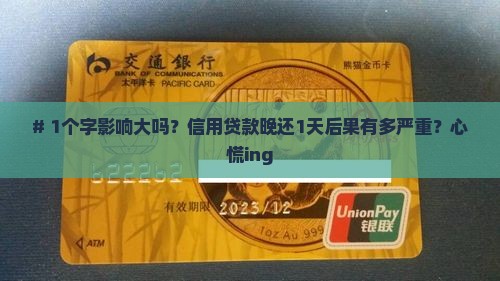 交通銀行
BANK OF COMMUNICATIONS
太平洋卡 PACIFIC CARD
熊猫金币卡
# 1个字影响大吗？信用贷款晚还1天后果有多严重？心
慌ing
622262
有效期限 2023/12
1oz Au .999
ATM
UnionPay
银联